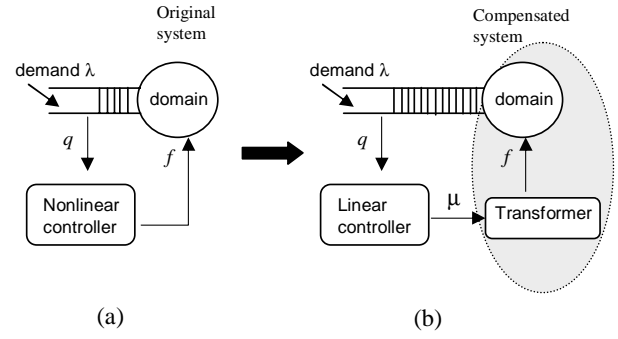 Original
system
demand λ
domain
q
f
Nonlinear
controller
(a)
Compensated
system
demand λ
domain
q
f
Linear
controller
μ
Transformer
(b)